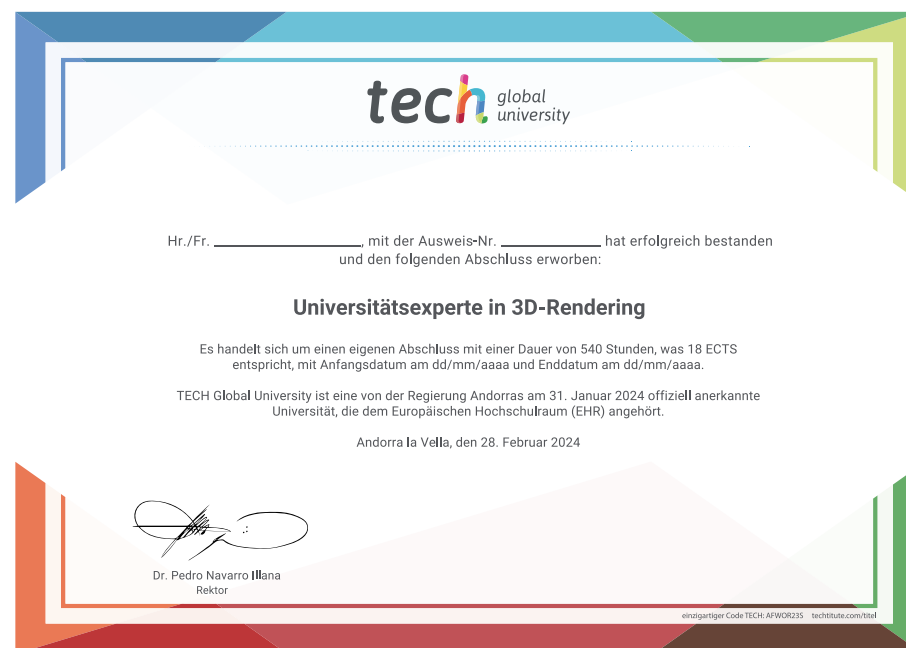 tech global university
Hr./Fr. ____________________, mit der Ausweis-Nr. ______________ hat erfolgreich bestanden
und den folgenden Abschluss erworben:
Universitätsexperte in 3D-Rendering
Es handelt sich um einen eigenen Abschluss mit einer Dauer von 540 Stunden, was 18 ECTS
entspricht, mit Anfangsdatum am dd/mm/aaaa und Enddatum am dd/mm/aaaa.
TECH Global University ist eine von der Regierung Andorras am 31. Januar 2024 offiziell anerkannte
Universität, die dem Europäischen Hochschulraum (EHR) angehört.
Andorra la Vella, den 28. Februar 2024
Dr. Pedro Navarro Illana
Rektor
einzigartiger Code TECH: AFWOR23S techtitute.com/titel